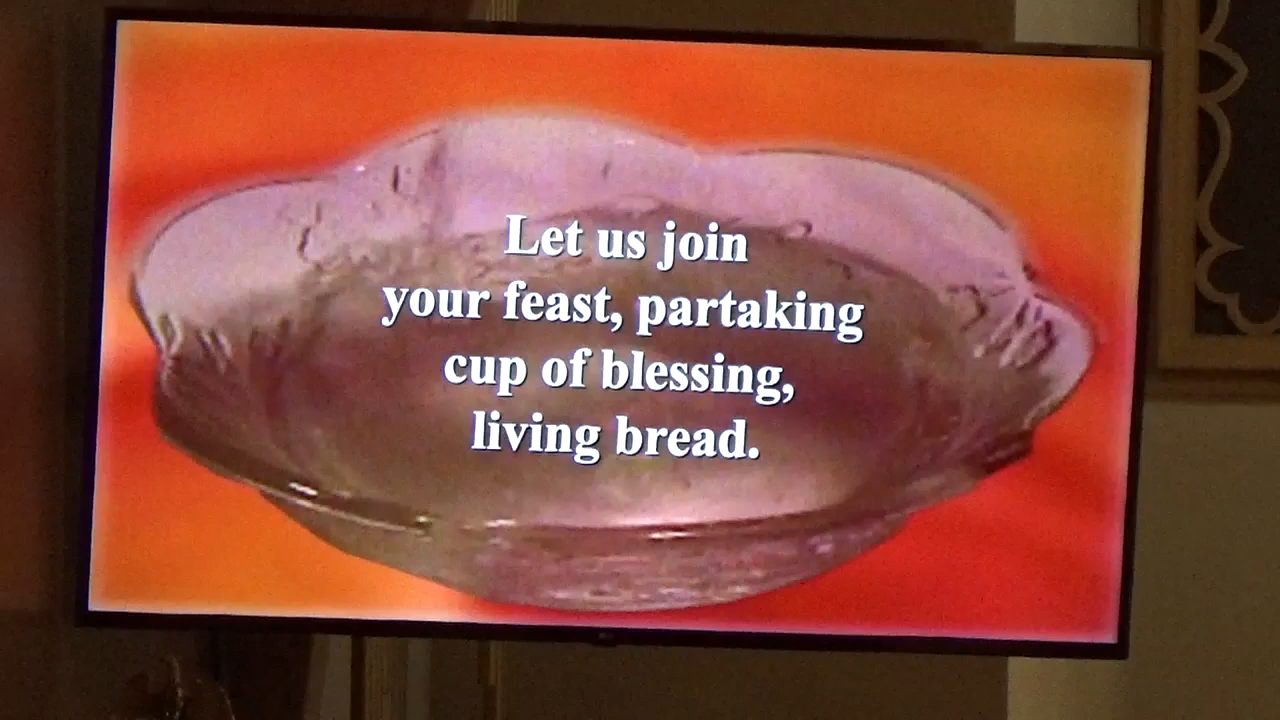 Let us join
your feast, partaking
cup of blessing,
living bread.